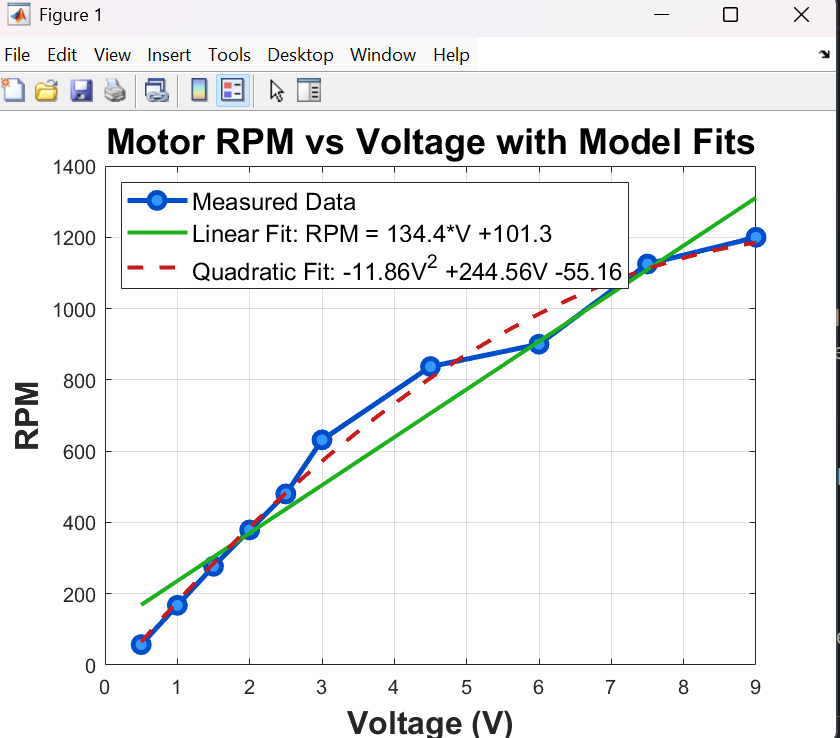 Figure 1
File Edit View Insert Tools Desktop Window Help
Motor RPM vs Voltage with Model Fits
1400
1200
1000
800
600
400
200
0
RPM
Measured Data
Linear Fit: RPM = 134.4*V +101.3
Quadratic Fit: -11.86V² +244.56V -55.16
0 1 2 3 4 5 6 7 8 9
Voltage (V)